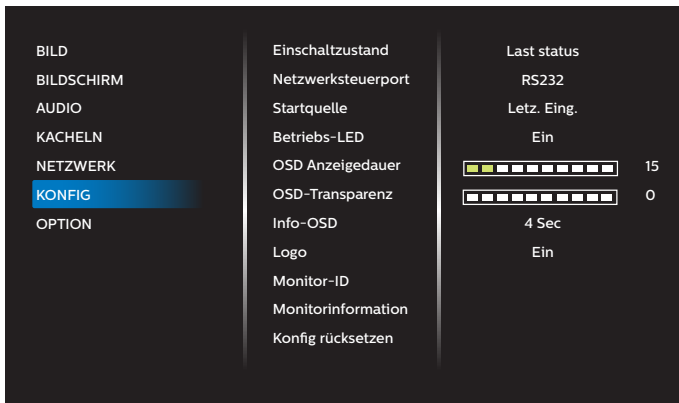 BILD
BILDSCHIRM
AUDIO
KACHELN
NETZWERK
KONFIG
OPTION
Einschaltzustand Last status
Netzwerksteuerport RS232
Startquelle Letz. Eing.
Betriebs-LED Ein
OSD Anzeigedauer 15
OSD-Transparenz 0
Info-OSD 4 Sec
Logo Ein
Monitor-ID
Monitorinformation
Konfig rücksetzen